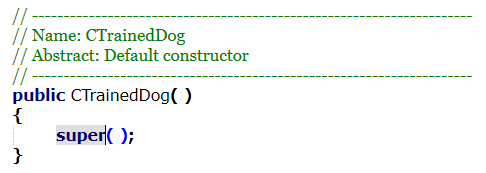 // ----------------------------------------------------------------------
// Name: CTrainedDog
// Abstract: Default constructor
// ----------------------------------------------------------------------
public CTrainedDog( )
{
super( );
}